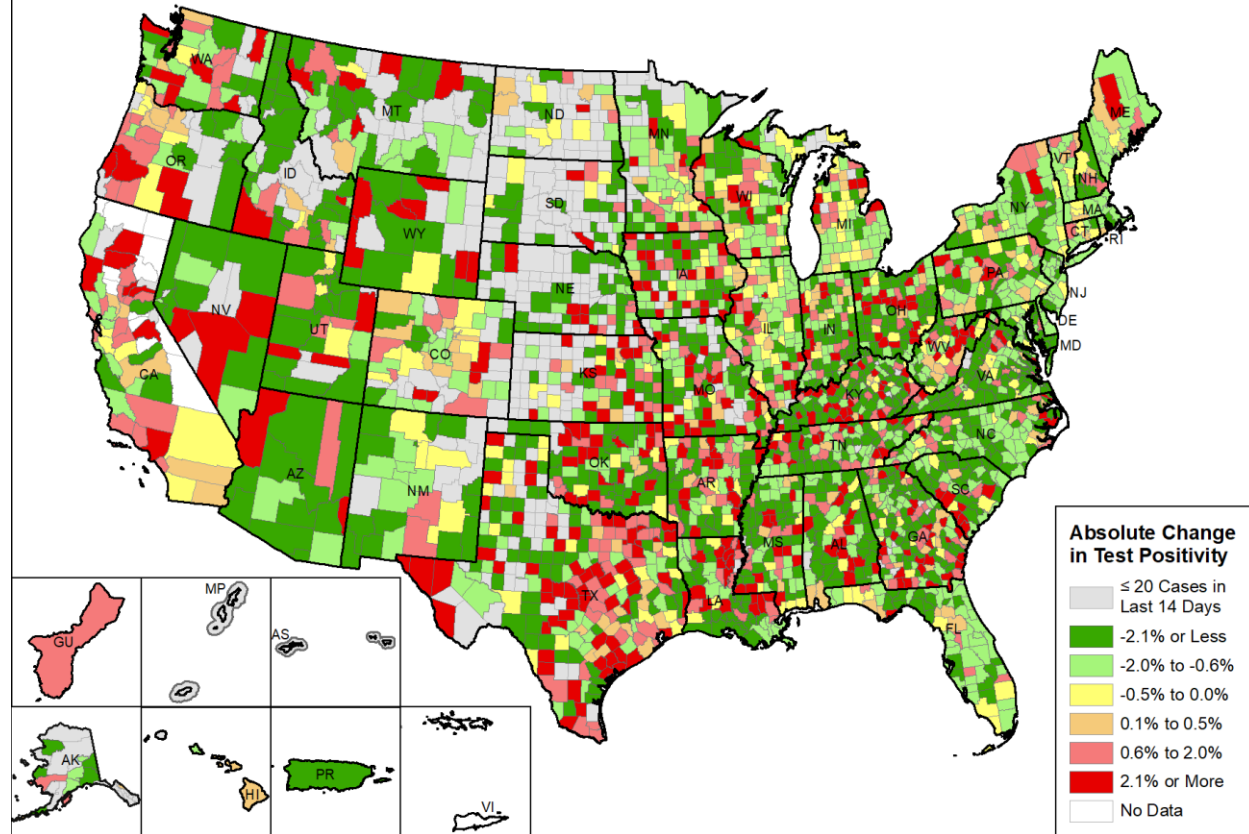 WA
MT
ND
MN
ME
OR
ID
SD
WI
VT
NH
NY
MA
MI
CT
RI
WY
IA
NE
PA
NJ
NV
UT
OH
IL
IN
DE
CO
WV
MD
CA
KS
MO
VA
KY
NC
TN
OK
AZ
NM
AR
SC
MS
AL
GA
TX
LA
FL
MP
GU
AS
AK
HI
PR
VI
Absolute Change
in Test Positivity
≤ 20 Cases in
Last 14 Days
-2.1% or Less
-2.0% to -0.6%
-0.5% to 0.0%
0.1% to 0.5%
0.6% to 2.0%
2.1% or More
No Data